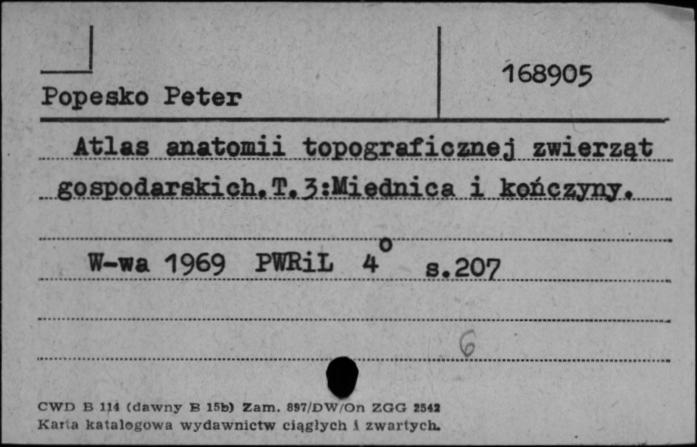 168905
Popesko Peter
Atlas anatomii topograficznej zwierząt
gospodarskich.T.3:Miednica i kończyny.
W-wa 1969 PWRiL 4° s.207
6
CWD B 114 (dawny B 15b) Zam. 897/DW/On ZGG 2542
Karta katalogowa wydawnictw ciągłych i zwartych.